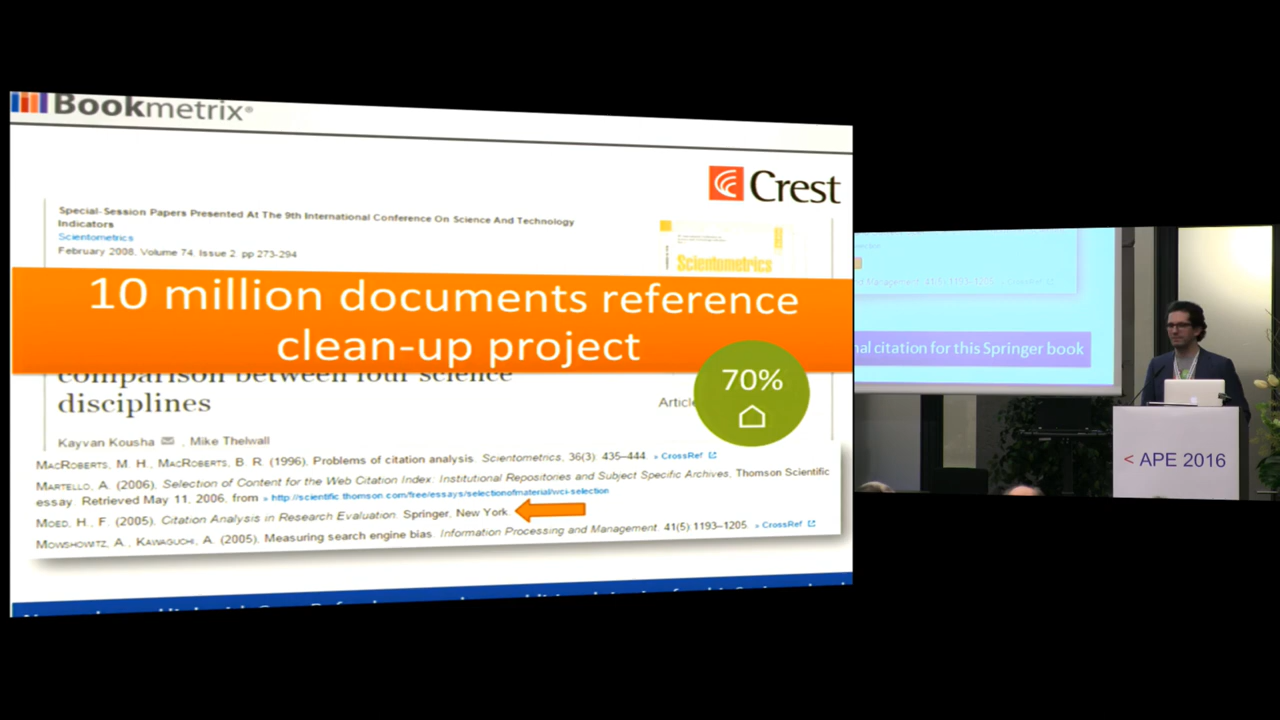 Bookmetrix®
Crest
Special-Session Papers Presented At The 9th International Conference On Science And Technology
Indicators
Scientometrics
February 2008, Volume 74, Issue 2, pp 273-294
Scientometrics
10 million documents reference
clean-up project
comparison between four science
disciplines
70%
Kayvan Kousha , Mike Thelwall
MACROBERTS, M. H., MACROBERTS, B. R. (1996). Problems of citation analysis. Scientometrics, 36(3): 435–444. » CrossRef
MARTELLO, A. (2006), Selection of Content for the Web Citation Index: Institutional Repositories and Subject Specific Archives, Thomson Scientific
essay. Retrieved May 11, 2006, from » http://scientific.thomson.com/free/essays/selectionofmaterial/wci-selection
MOED, H., F. (2005), Citation Analysis in Research Evaluation. Springer, New York
MOWSHOWITZ, A., KAWAGUCHI, A. (2005). Measuring search engine bias. Information Processing and Management. 41(5):1193–1205. » CrossRef
nal citation for this Springer book
< APE 2016